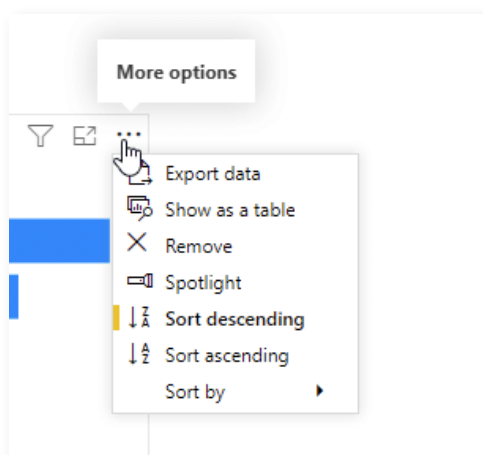 More options
Export data
Show as a table
Remove
Spotlight
Sort descending
Sort ascending
Sort by